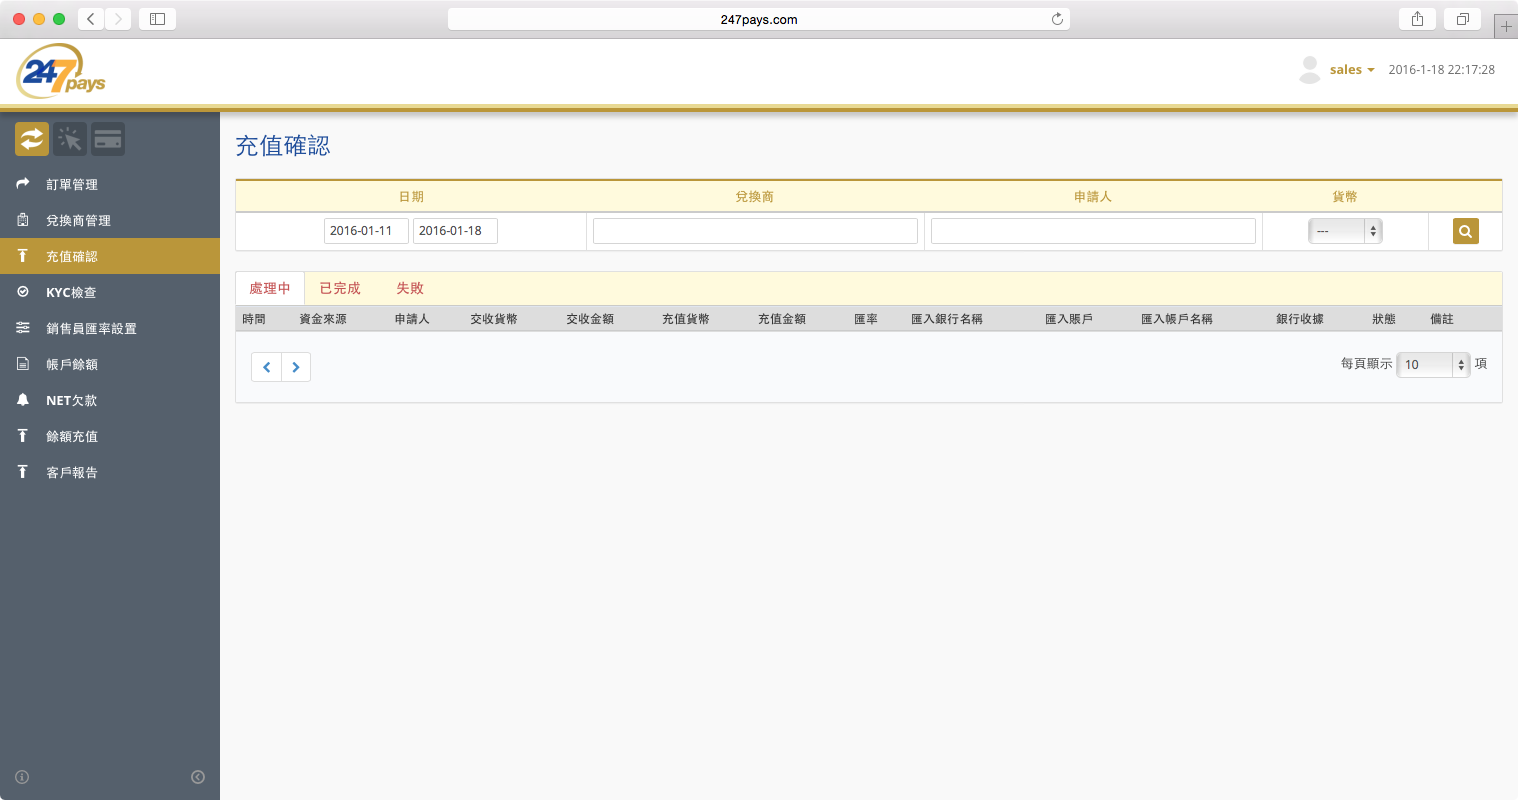 247pays.com
247pays
sales 2016-1-18 22:17:28
訂單管理
兌換商管理
充值確認
KYC檢查
銷售員匯率設置
帳戶餘額
NET欠款
餘額充值
客戶報告
充值確認
日期 兌換商 申請人 貨幣
2016-01-11 2016-01-18 ---
處理中 已完成 失敗
時間 資金來源 申請人 交收貨幣 交收金額 充值貨幣 充值金額 匯率 匯入銀行名稱 匯入賬戶 匯入帳戶名稱 銀行收據 狀態 備註
每頁顯示 10 項